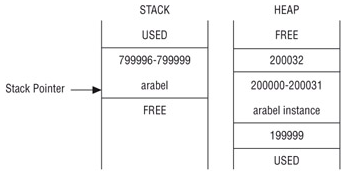 STACK
USED
799996-799999
arabel
FREE
Stack Pointer
HEAP
FREE
200032
200000-200031
arabel instance
199999
USED